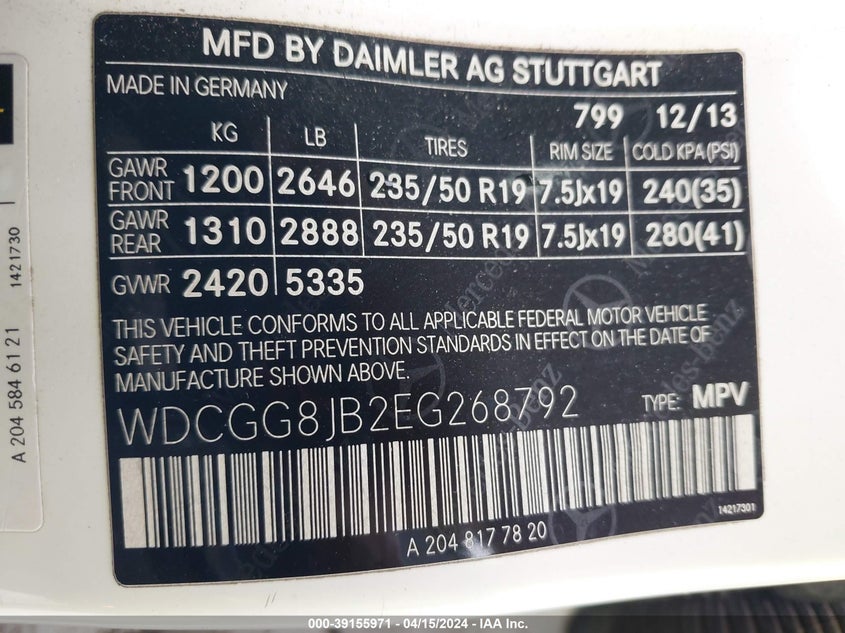 MFD BY DAIMLER AG STUTTGART
MADE IN GERMANY
799 12/13
KG LB TIRES RIM SIZE COLD KPA (PSI)
GAWR FRONT 1200 2646 235/50 R19 7.5Jx19 240(35)
GAWR REAR 1310 2888 235/50 R19 7.5Jx19 280(41)
GVWR 2420 5335
THIS VEHICLE CONFORMS TO ALL APPLICABLE FEDERAL MOTOR VEHICLE
SAFETY AND THEFT PREVENTION STANDARDS IN EFFECT ON THE DATE OF
MANUFACTURE SHOWN ABOVE.
WDCGG8JB2EG268792 TYPE: MPV
14217301
A 204 817 78 20
A 204 584 61 21 1421730
Mercedes-Benz
000-39155971 - 04/15/2024 - IAA Inc.